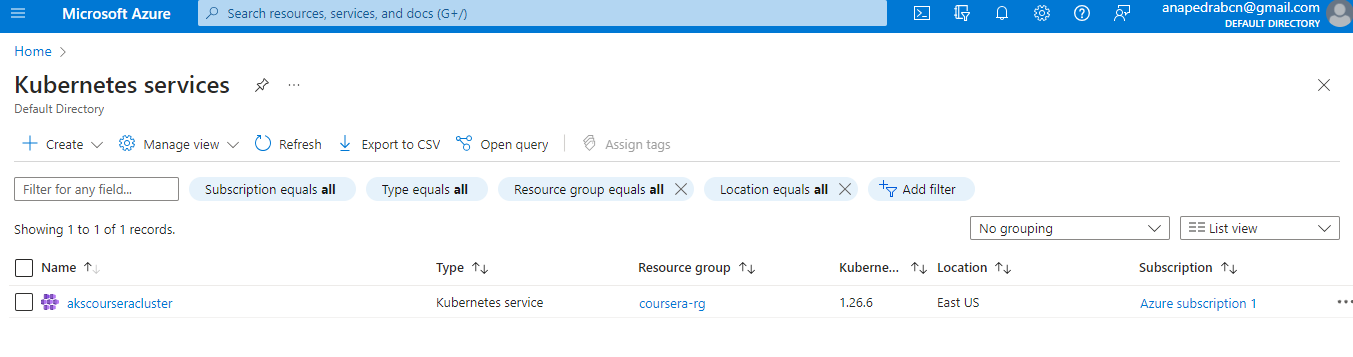 Microsoft Azure
Search resources, services, and docs (G+/)
anapedrabcn@gmail.com
DEFAULT DIRECTORY
Home
Kubernetes services
Default Directory
Create Manage view Refresh Export to CSV Open query Assign tags
Filter for any field... Subscription equals all Type equals all Resource group equals all Location equals all Add filter
Showing 1 to 1 of 1 records.
No grouping List view
Name Type Resource group Kuberne... Location Subscription
akscourseracluster Kubernetes service coursera-rg 1.26.6 East US Azure subscription 1